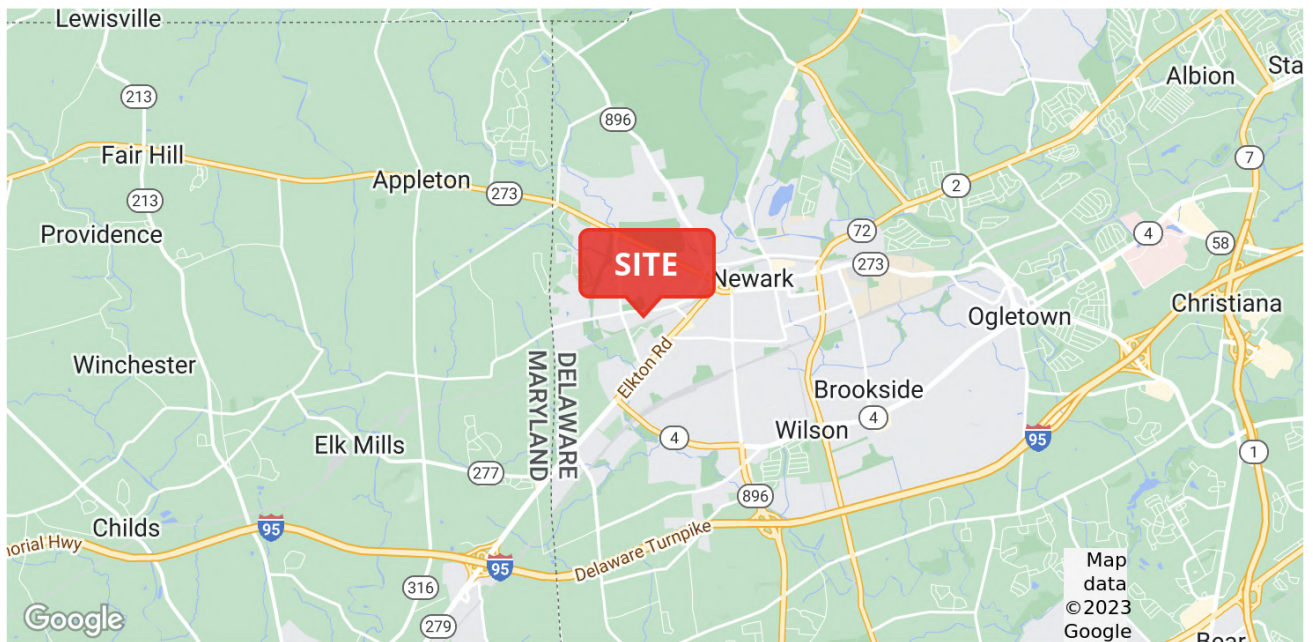 Lewisville
Albion
Sta
213
896
7
Fair Hill
Appleton
273
2
213
Providence
4
58
72
273
SITE
Newark
Christiana
Ogletown
Winchester
MARYLAND
DELAWARE
Elkton Rd
Brookside
4
Wilson
4
95
Elk Mills
277
1
896
Childs
95
Delaware Turnpike
norial Hwy
95
316
279
Map
data
©2023
Google
Google
Bear